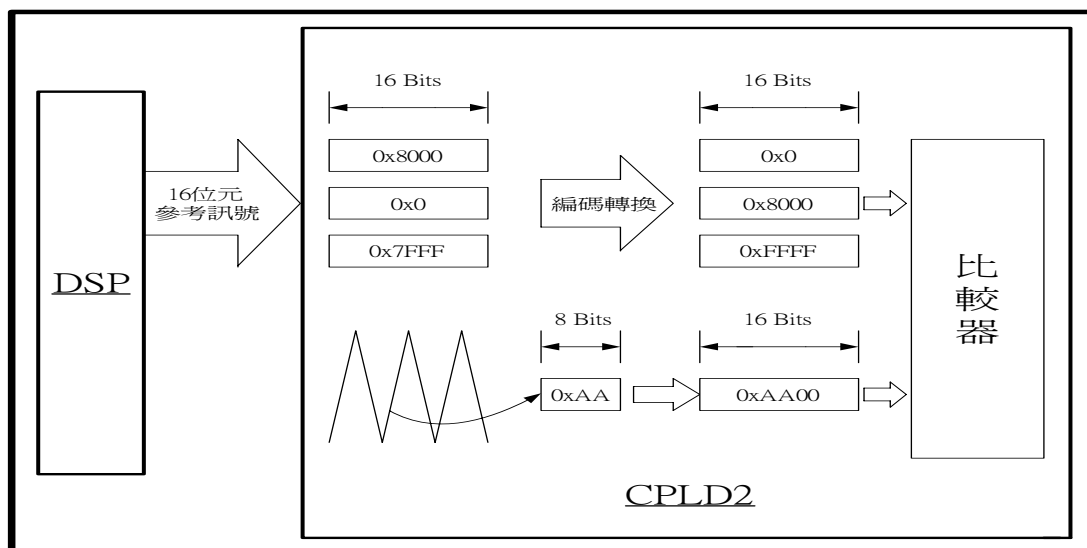 DSP
16位元
參考訊號
16 Bits
0x8000
0x0
0x7FFF
編碼轉換
16 Bits
0x0
0x8000
0xFFFF
8 Bits
0xAA
16 Bits
0xAA00
比較器
CPLD2